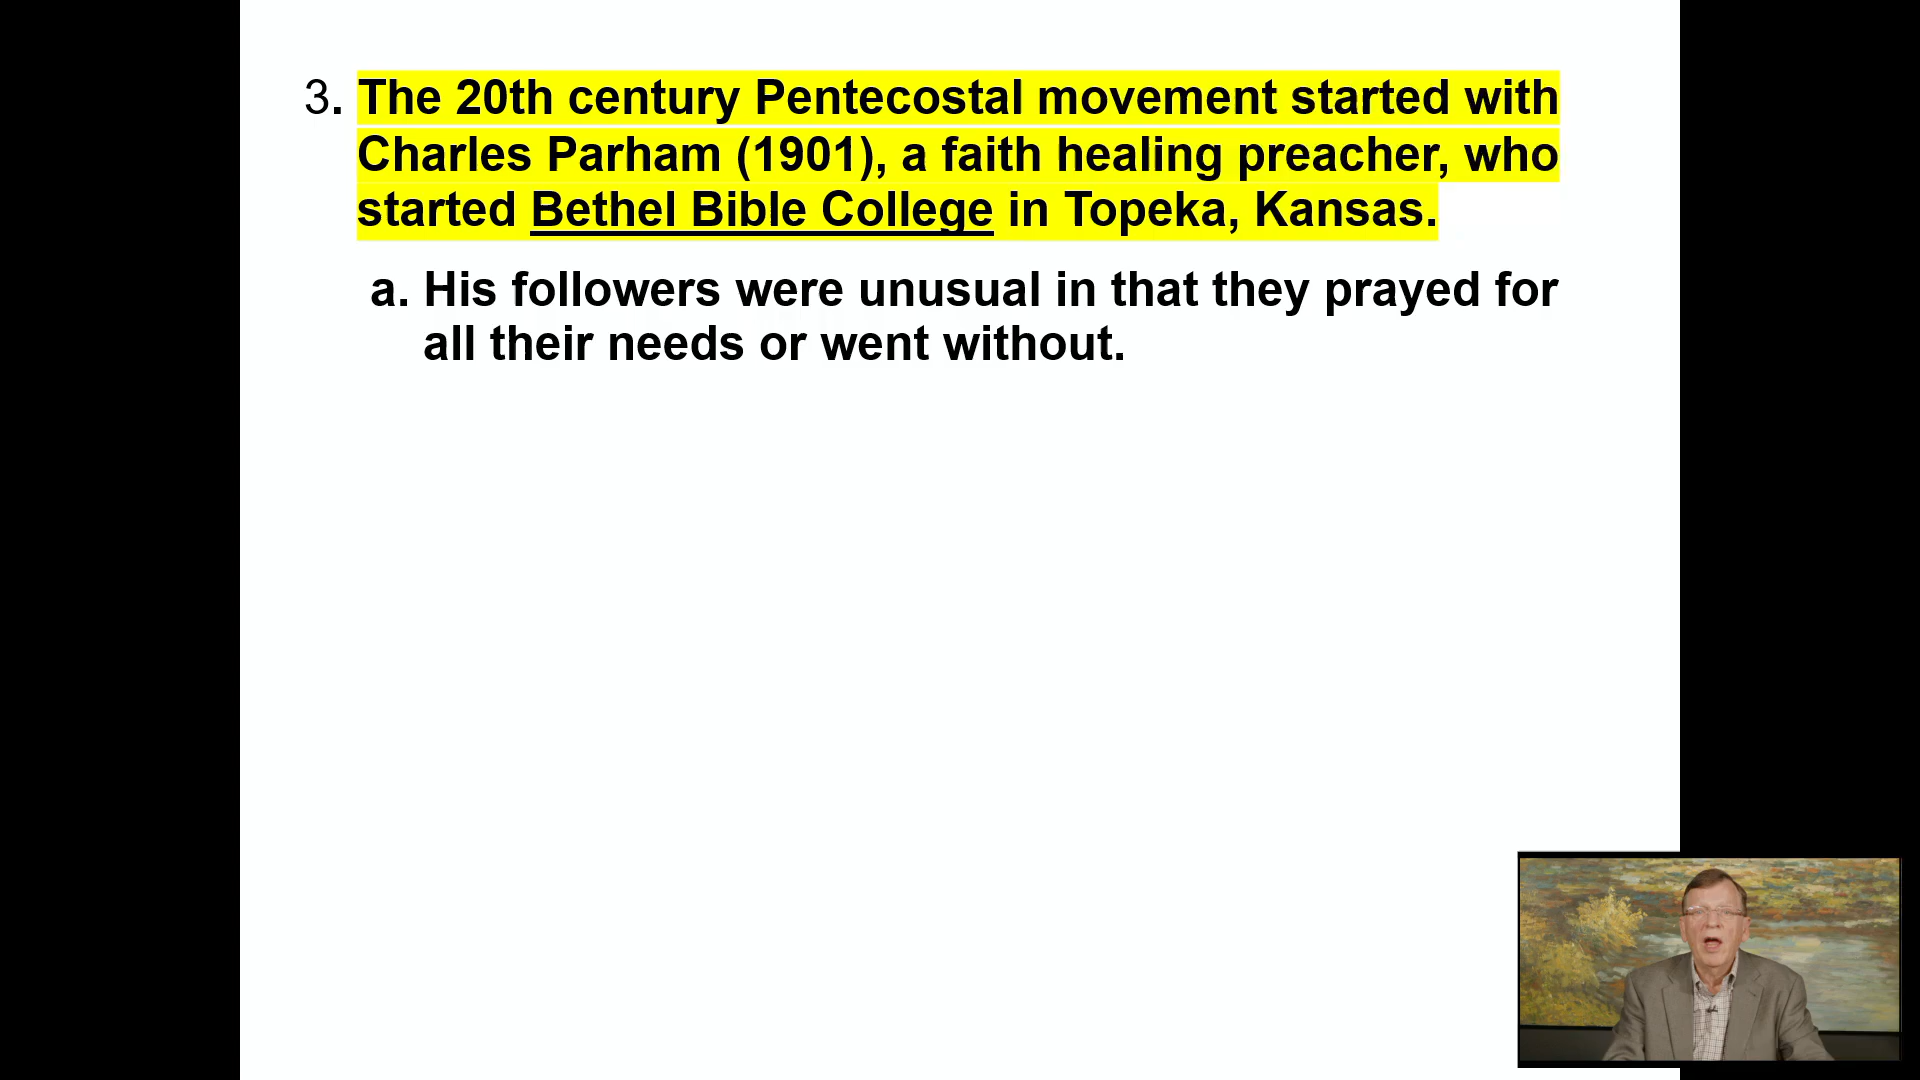 3. The 20th century Pentecostal movement started with
Charles Parham (1901), a faith healing preacher, who
started Bethel Bible College in Topeka, Kansas.
a. His followers were unusual in that they prayed for
all their needs or went without.